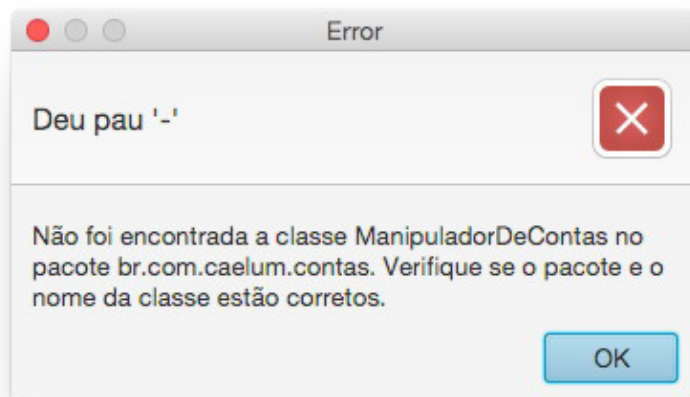 Error
Deu pau '-'
Não foi encontrada a classe ManipuladorDeContas no
pacote br.com.caelum.contas. Verifique se o pacote e o
nome da classe estão corretos.
OK